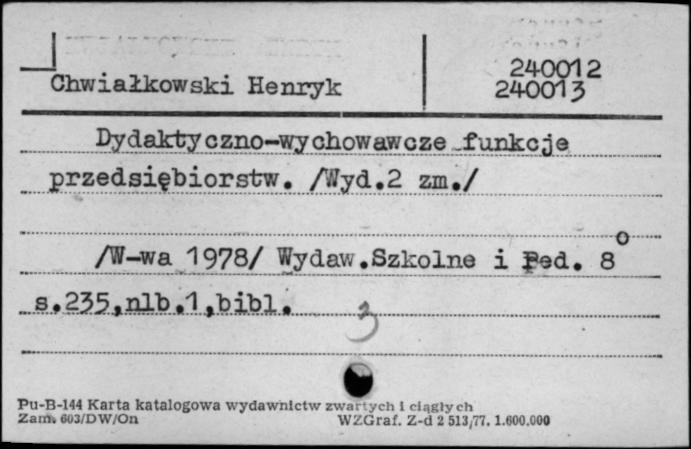 240012
Chwiałkowski Henryk 240013
Dydaktyczno-wychowawcze funkcje
przedsiębiorstw. /Wyd.2 zm./
/W-wa 1978/ Wydaw.Szkolne i Ped. 8o
s.235,nlb.1,bibl.
3
Pu-B-144 Karta katalogowa wydawnictw zwartych i ciągłych
Zam. 603/DW/On WZGraf. Z-d 2 513/77. 1.600.000